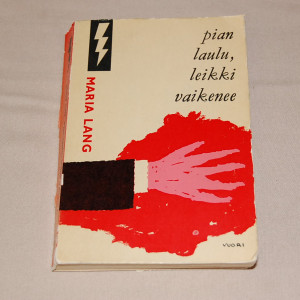 pian
laulu,
leikki
vaikenee
MARIA LANG
VUORI